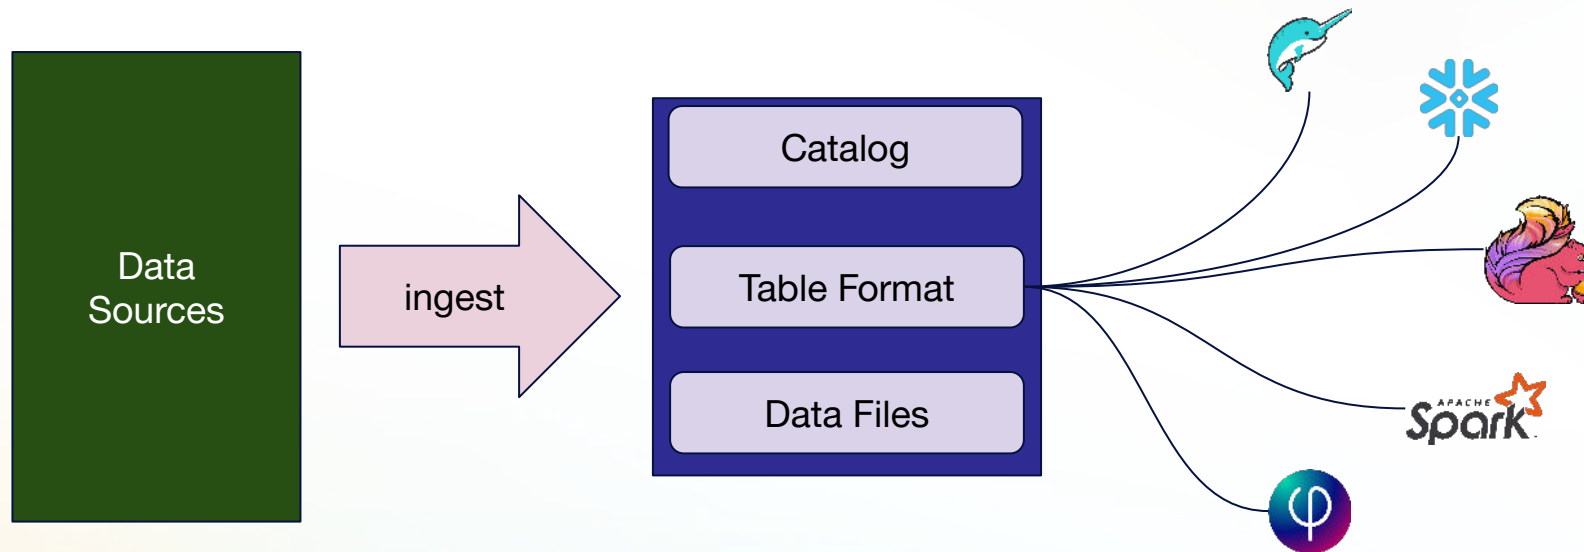 Data
Sources
ingest
Catalog
Table Format
Data Files
APACHE
Spark
φ